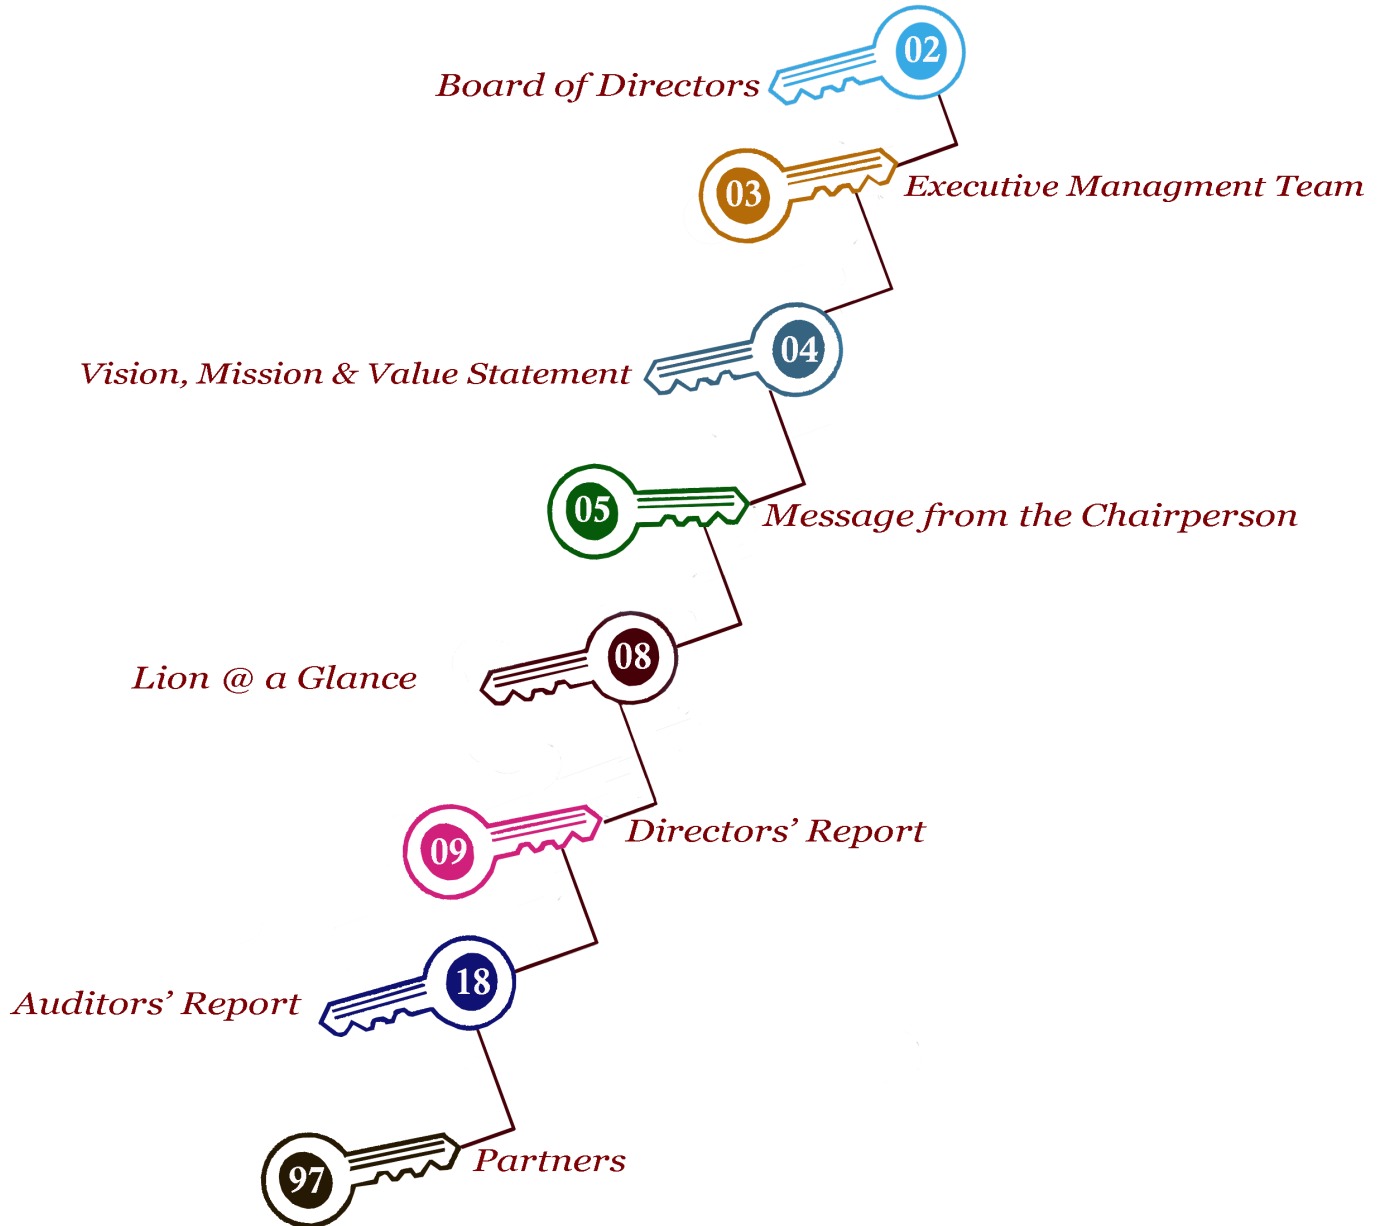 02
Board of Directors
03
Executive Managment Team
04
Vision, Mission & Value Statement
05
Message from the Chairperson
08
Lion @ a Glance
09
Directors’ Report
18
Auditors’ Report
97
Partners